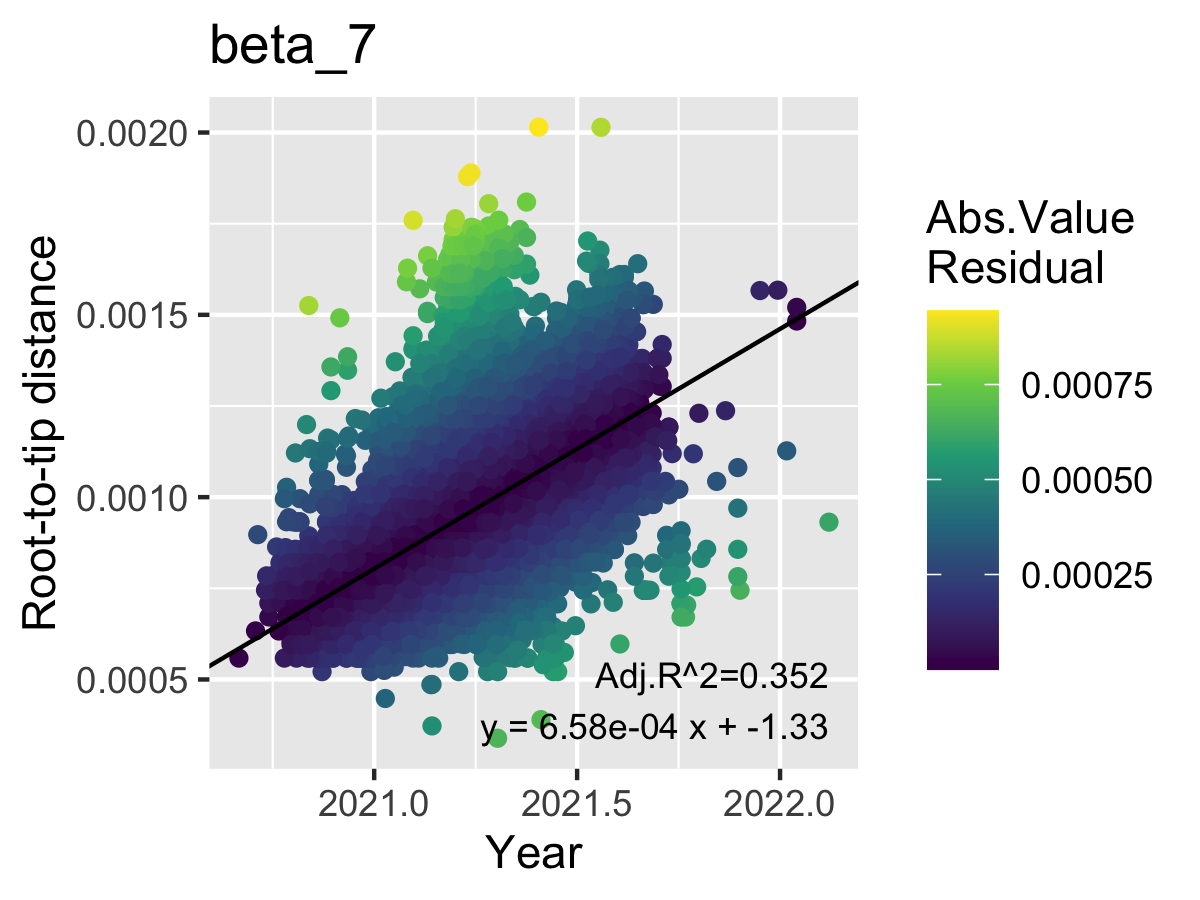 beta_7
Root-to-tip distance
0.0020
0.0015
0.0010
0.0005
Adj.R^2=0.352
y = 6.58e-04 x + -1.33
2021.0
2021.5
2022.0
Year
Abs.Value
Residual
0.00075
0.00050
0.00025